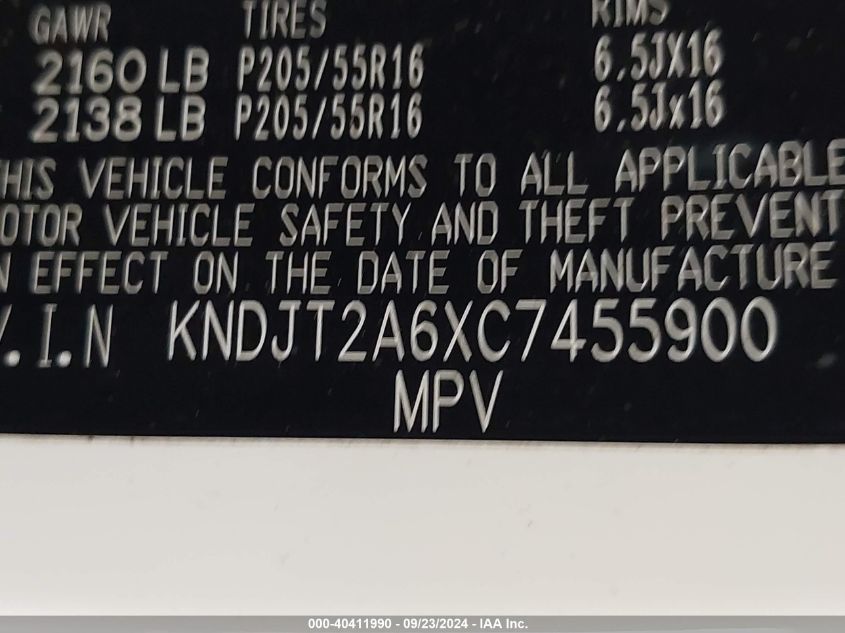 GAWR TIRES RIMS
2160 LB P205/55R16 6.5JX16
2138 LB P205/55R16 6.5Jx16
THIS VEHICLE CONFORMS TO ALL APPLICABLE
OTOR VEHICLE SAFETY AND THEFT PREVENT
N EFFECT ON THE DATE OF MANUFACTURE
V.I.N KNDJT2A6XC7455900
MPV
000-40411990 - 09/23/2024 - IAA Inc.